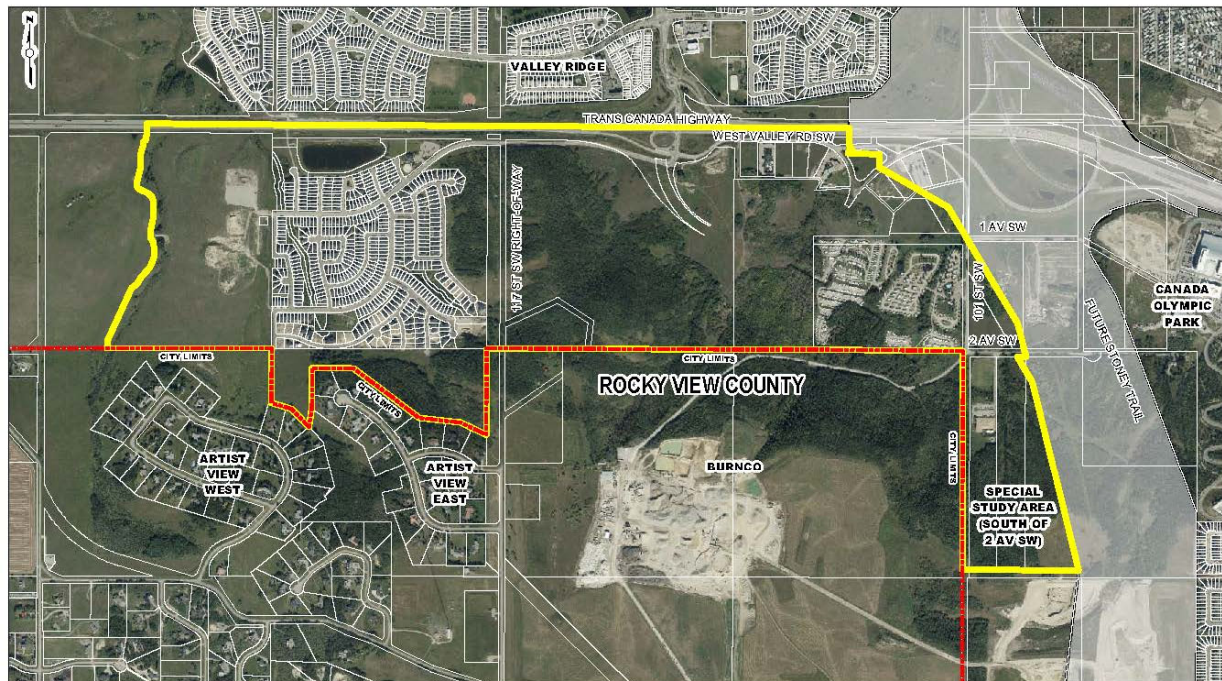 N
VALLEY RIDGE
TRANS CANADA HIGHWAY
WEST VALLEY RD SW
117 ST SW RIGHT-OF-WAY
1 AV SW
101 ST SW
CANADA
OLYMPIC
PARK
FUTURE STONEY TRAIL
2 AV SW
CITY LIMITS
CITY LIMITS
CITY LIMITS
ROCKY VIEW COUNTY
CITY LIMITS
ARTIST
VIEW
WEST
ARTIST
VIEW
EAST
BURNCO
SPECIAL
STUDY AREA
(SOUTH OF
2 AV SW)